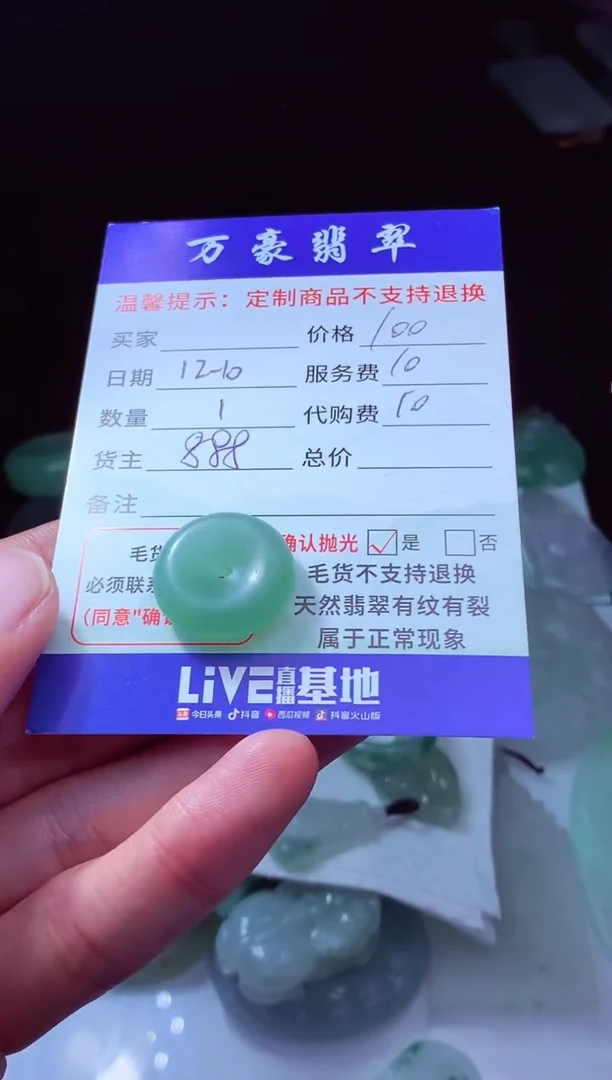 万豪翡翠
温馨提示：定制商品不支持退换
买家 价格 100
日期 12-10 服务费 10
数量 1 代购费 10
货主 888 总价
备注
毛货 确认抛光 ☑是 □否
必须联系 毛货不支持退换
(同意"确认 天然翡翠有纹有裂
属于正常现象
LiVE直播基地
头条 今日头条 抖音 西瓜视频 抖音火山版